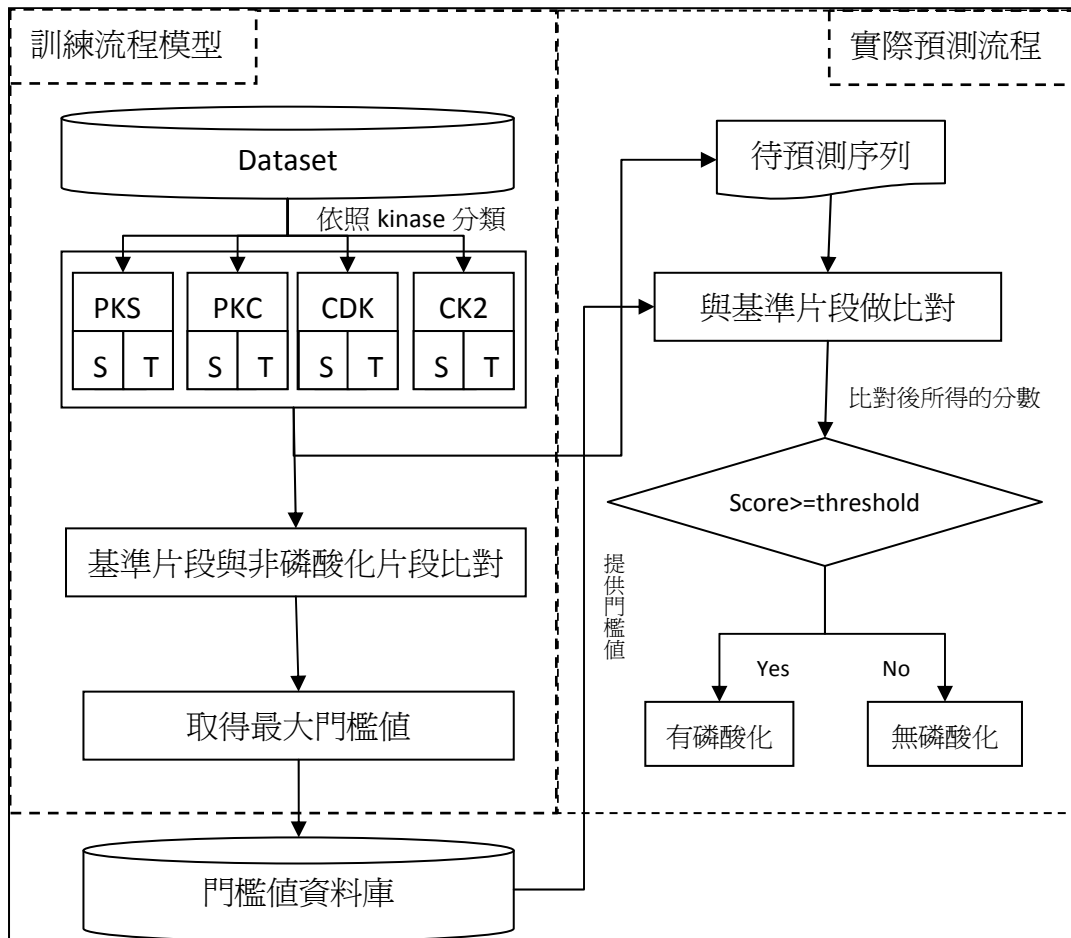 訓練流程模型
實際預測流程
Dataset
依照 kinase 分類
PKS
PKC
CDK
CK2
S
T
S
T
S
T
S
T
基準片段與非磷酸化片段比對
取得最大門檻值
門檻值資料庫
待預測序列
與基準片段做比對
比對後所得的分數
Score>=threshold
提供門檻值
Yes
No
有磷酸化
無磷酸化